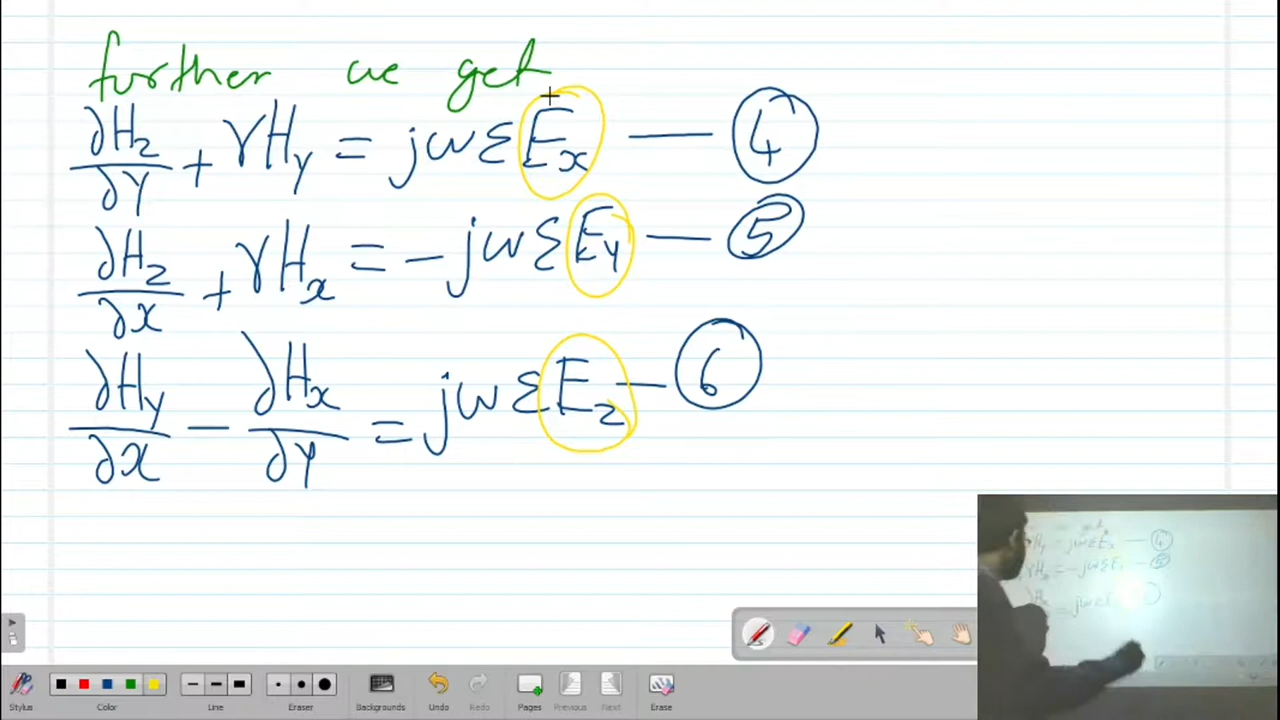 further we get
∂Hz/∂y + γHy = jωεEx — 4
∂Hz/∂x + γHx = -jωεEy — 5
∂Hy/∂x - ∂Hx/∂y = jωεEz — 6
Stylus Color Line Eraser Backgrounds Undo Redo Pages Previous Next Erase